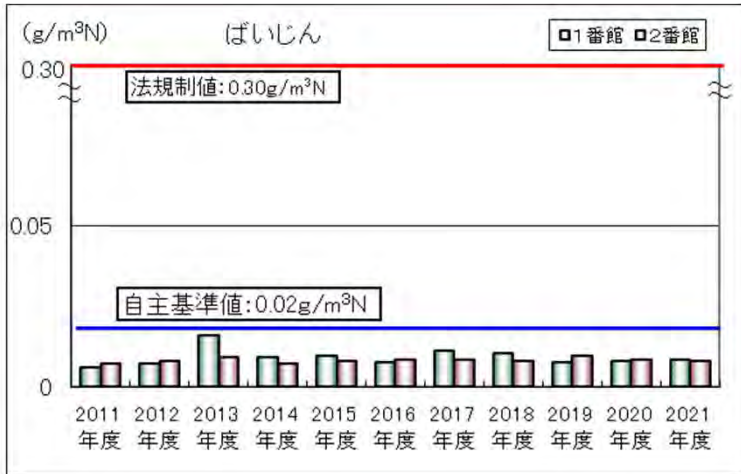 (g/m³N) ばいじん □1番館 □2番館
0.30
法規制値:0.30g/m³N
0.05
自主基準値:0.02g/m³N
0
2011 2012 2013 2014 2015 2016 2017 2018 2019 2020 2021
年度 年度 年度 年度 年度 年度 年度 年度 年度 年度 年度